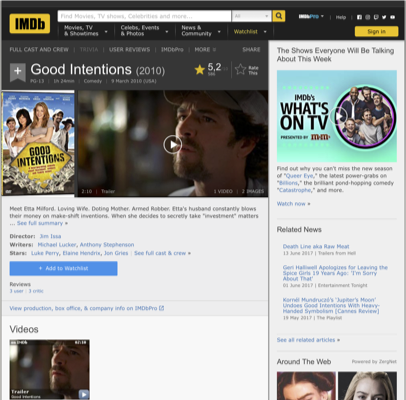 IMDb
Find Movies, TV shows, Celebrities and more...
All
IMDbPro
Help
Movies, TV
& Showtimes
Celebs, Events
& Photos
News &
Community
Watchlist
Sign in
FULL CAST AND CREW
TRIVIA
USER REVIEWS
IMDbPro
MORE
SHARE
Good Intentions (2010)
5,2
Rate
This
PG-13 | 1h 24min | Comedy | 9 March 2010 (USA)
GOOD
INTENTIONS
DVD
2:10 | Trailer
1 VIDEO | 2 IMAGES
Meet Etta Milford. Loving Wife. Doting Mother. Armed Robber. Etta's husband constantly blows
their money on make-shift inventions. When she decides to secretly take "investment" matters
... See full summary »
Director: Jim Issa
Writers: Michael Lucker, Anthony Stephenson
Stars: Luke Perry, Elaine Hendrix, Jon Gries | See full cast & crew »
+ Add to Watchlist
Reviews
3 user | 3 critic
View production, box office, & company info on IMDbPro
Videos
Trailer
Good Intentions
The Shows Everyone Will Be Talking
About This Week
IMDb's
WHAT'S
ON TV
PRESENTED BY m&m's
Find out why you can't miss the new season
of "Queer Eye," the latest power-grabs on
"Billions," the brilliant pond-hopping comedy
"Catastrophe," and more.
Watch now »
Related News
Death Line aka Raw Meat
13 June 2017 | Trailers from Hell
Geri Halliwell Apologizes for Leaving the
Spice Girls 19 Years Ago: 'I'm Sorry
About That'
01 June 2017 | Entertainment Tonight
Kornél Mundruczó's 'Jupiter's Moon'
Undoes Good Intentions With Heavy-
Handed Symbolism [Cannes Review]
19 May 2017 | The Playlist
See all related articles »
Around The Web
Powered by ZergNet